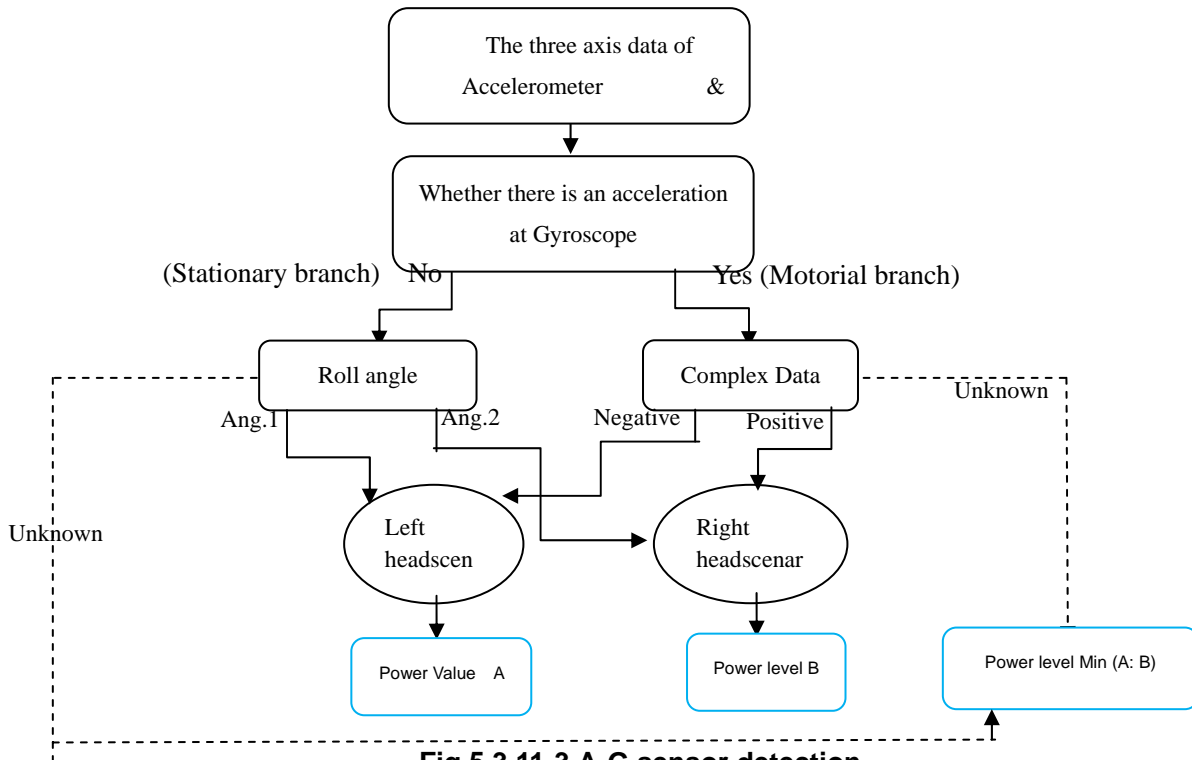 The three axis data of
Accelerometer &
Whether there is an acceleration
at Gyroscope
(Stationary branch) No
Yes (Motorial branch)
Roll angle
Complex Data
Unknown
Ang.1
Ang.2
Negative
Positive
Unknown
Left
headscen
Right
headscenar
Power Value A
Power level B
Power level Min (A: B)
Fig 5.3.11-3 A-G sensor detection